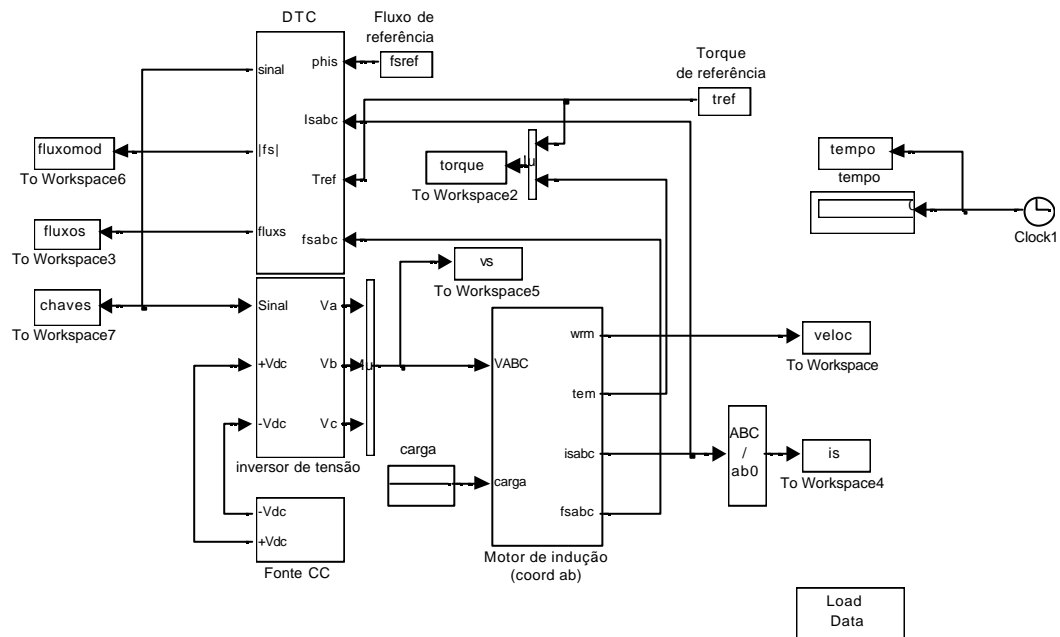 DTC
Fluxo de
referência
phis
fsref
sinal
Torque
de referência
tref
Isabc
fluxomod
To Workspace6
|fs|
torque
To Workspace2
Tref
tempo
tempo
fluxos
To Workspace3
fluxs
fsabc
Clock1
vs
To Workspace5
chaves
To Workspace7
Sinal
Va
+Vdc
Vb
-Vdc
Vc
inversor de tensão
VABC
wrm
veloc
To Workspace
tem
carga
carga
isabc
ABC
/
ab0
is
To Workspace4
fsabc
-Vdc
+Vdc
Fonte CC
Motor de indução
(coord ab)
Load
Data